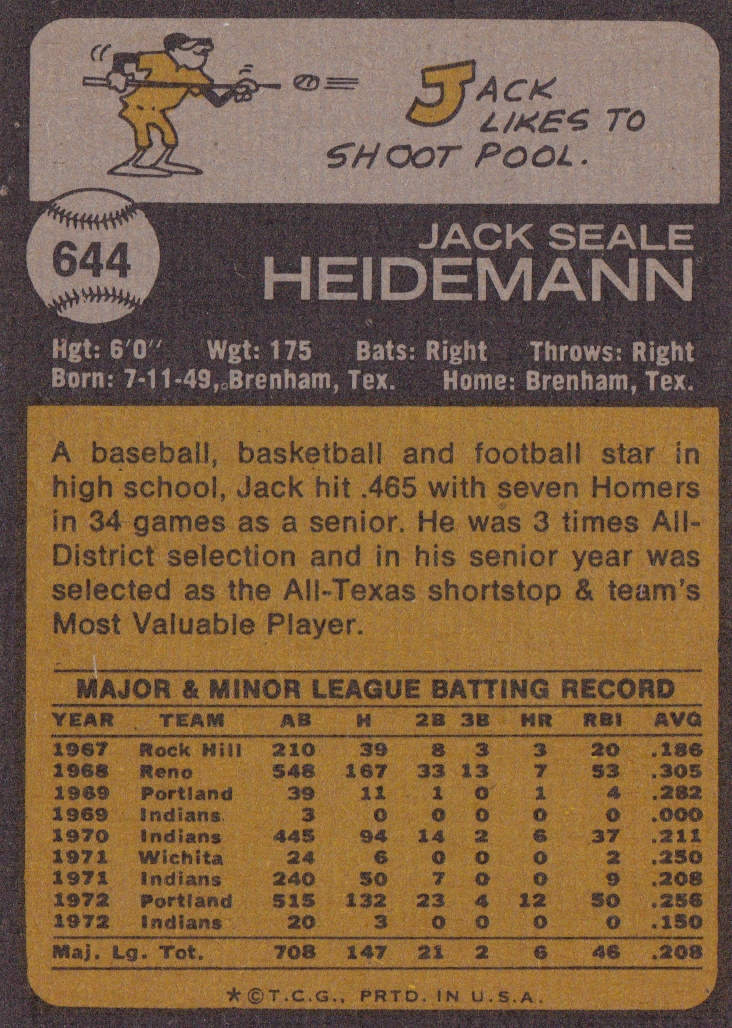 JACK
LIKES TO
SHOOT POOL.
644
JACK SEALE
HEIDEMANN
Hgt: 6'0" Wgt: 175 Bats: Right Throws: Right
Born: 7-11-49, Brenham, Tex. Home: Brenham, Tex.
A baseball, basketball and football star in
high school, Jack hit .465 with seven Homers
in 34 games as a senior. He was 3 times All-
District selection and in his senior year was
selected as the All-Texas shortstop & team's
Most Valuable Player.
MAJOR & MINOR LEAGUE BATTING RECORD
YEAR TEAM AB H 2B 3B HR RBI AVG
1967 Rock Hill 210 39 8 3 3 20 .186
1968 Reno 548 167 33 13 7 53 .305
1969 Portland 39 11 1 0 1 4 .282
1969 Indians 3 0 0 0 0 0 .000
1970 Indians 445 94 14 2 6 37 .211
1971 Wichita 24 6 0 0 0 2 .250
1971 Indians 240 50 7 0 0 9 .208
1972 Portland 515 132 23 4 12 50 .256
1972 Indians 20 3 0 0 0 0 .150
Maj. Lg. Tot. 708 147 21 2 6 46 .208
*©T.C.G., PRTD. IN U.S.A.